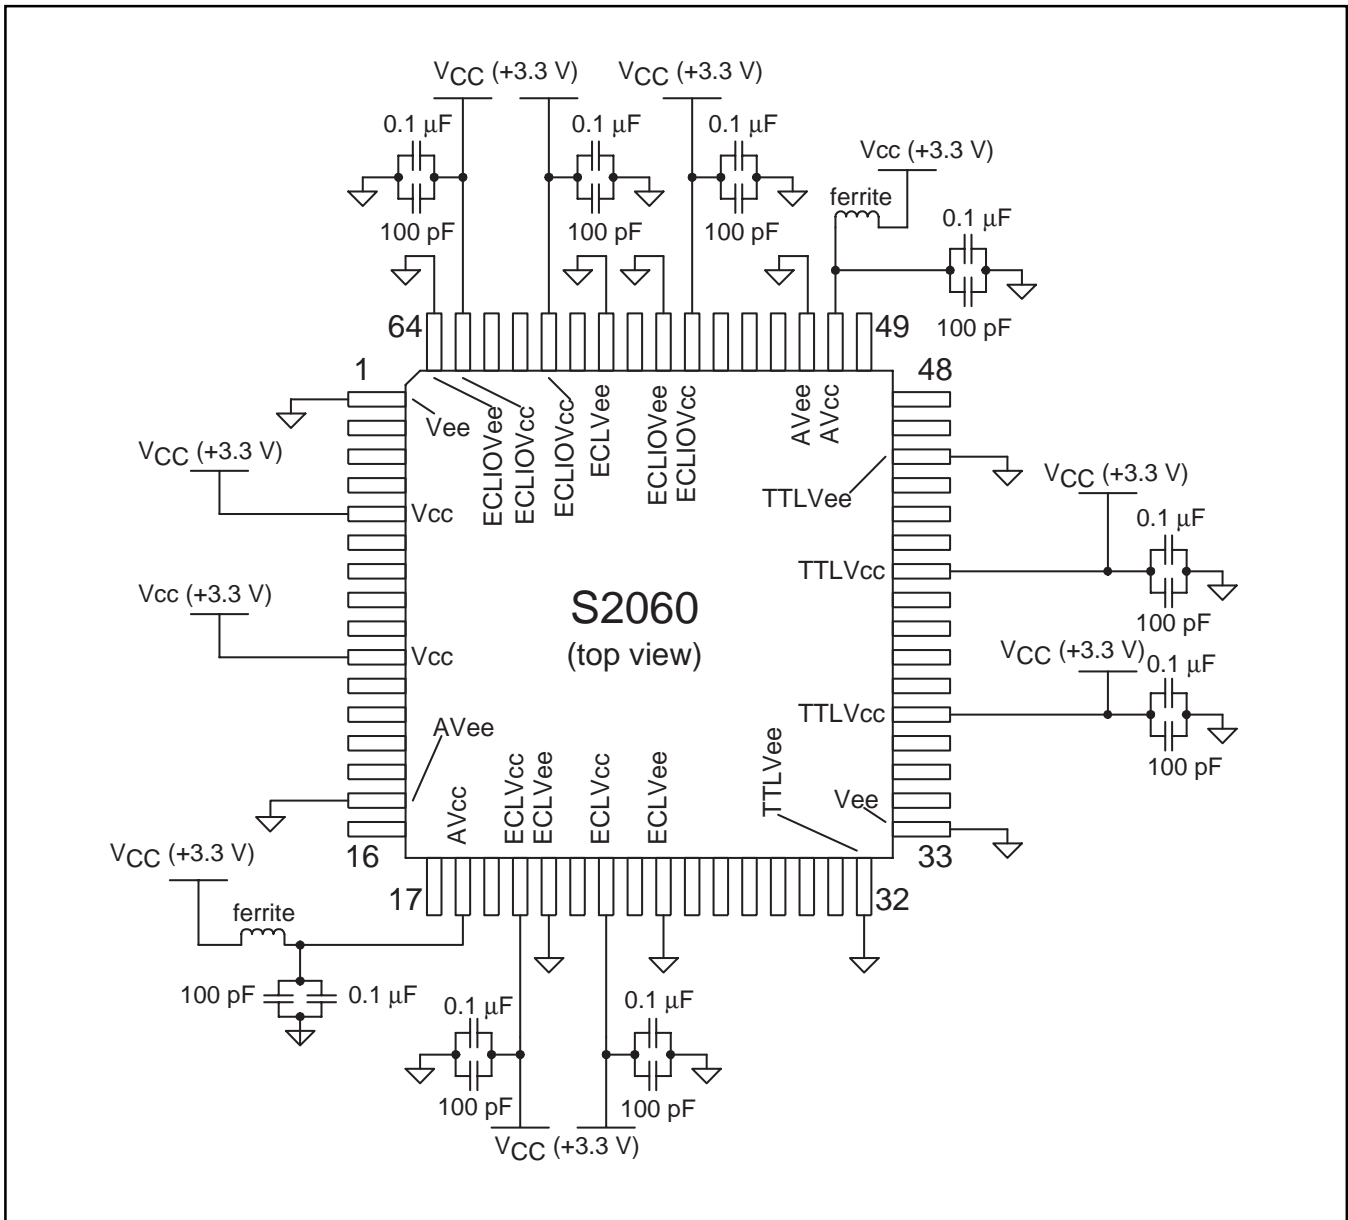 VCC (+3.3 V)
VCC (+3.3 V)
0.1 µF
0.1 µF
0.1 µF
Vcc (+3.3 V)
ferrite
0.1 µF
100 pF
100 pF
100 pF
100 pF
64
49
1
48
Vee
ECLIOVee
ECLIOVcc
ECLIOVcc
ECLVee
ECLIOVee
ECLIOVcc
AVee
AVcc
VCC (+3.3 V)
Vcc
TTLVee
VCC (+3.3 V)
0.1 µF
TTLVcc
100 pF
Vcc (+3.3 V)
S2060
(top view)
Vcc
VCC (+3.3 V)
0.1 µF
TTLVcc
100 pF
AVee
AVcc
ECLVcc
ECLVee
ECLVcc
ECLVee
TTLVee
Vee
16
33
VCC (+3.3 V)
17
32
ferrite
100 pF
0.1 µF
0.1 µF
0.1 µF
100 pF
100 pF
VCC (+3.3 V)